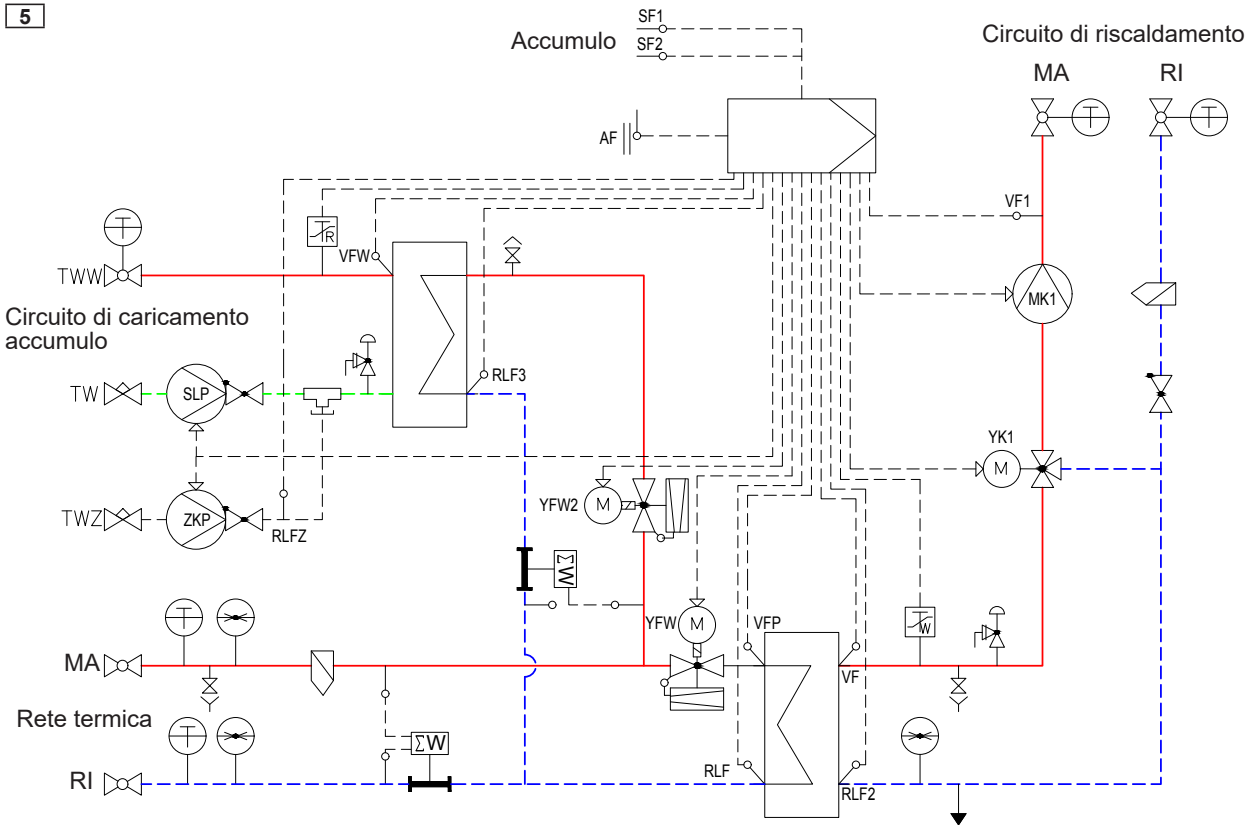 5
SF1
Accumulo
SF2
Circuito di riscaldamento
MA RI
T T
AF
VF1
T
R
VFW
TWW
MK1
Circuito di caricamento
accumulo
RLF3
TW
SLP
YK1
M
TWZ
ZKP
RLFZ
YFW2
M
ΣW
YFW
M
VFP
W
T
MA
VF
Rete termica
T
ΣW
RI
RLF
RLF2